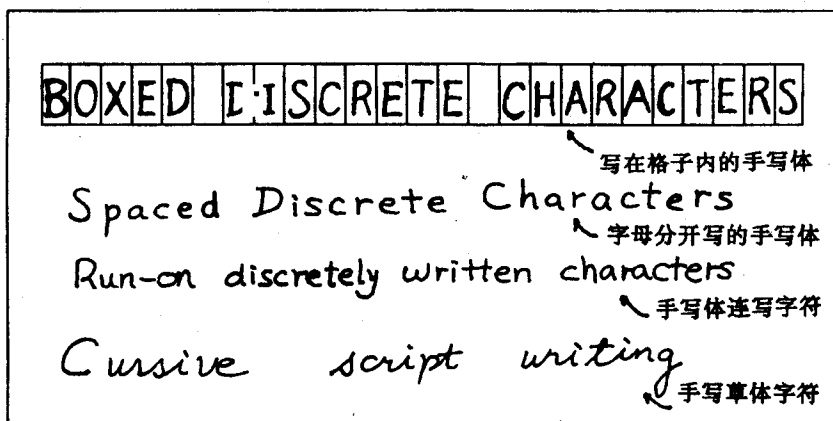 BOXED DISCRETE CHARACTERS
写在格子内的手写体
Spaced Discrete Characters
字母分开写的手写体
Run-on discretely written characters
手写体连写字符
Cursive script writing
手写草体字符